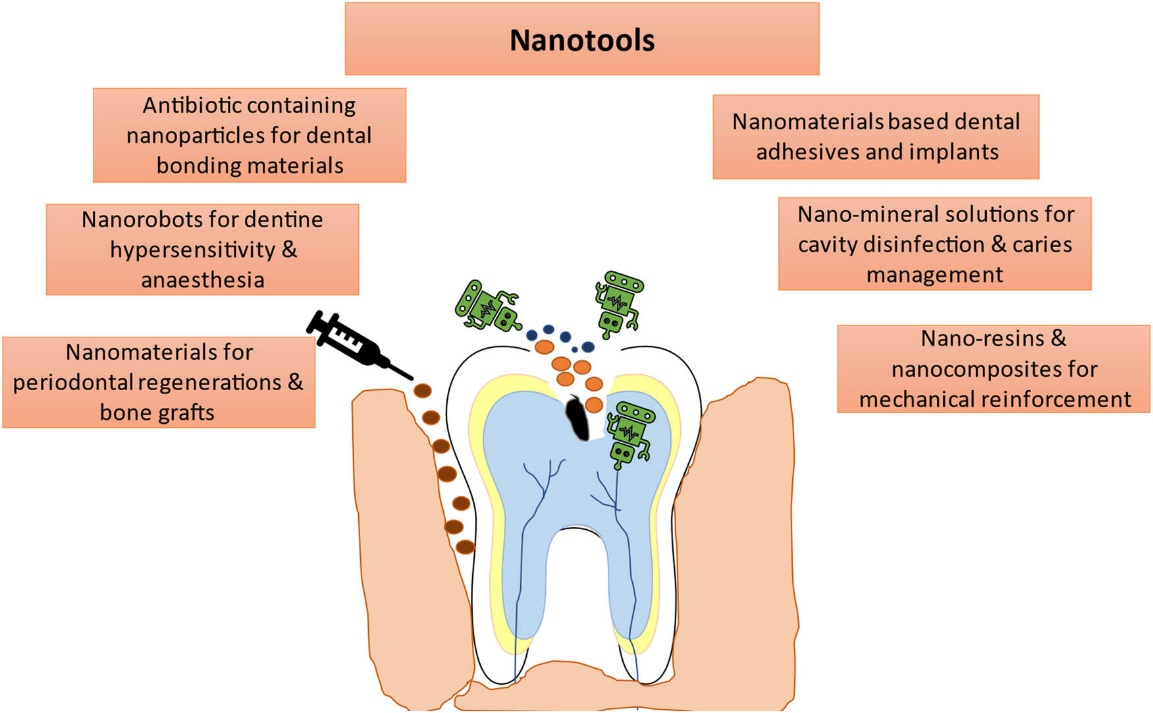 Nanotools
Antibiotic containing
nanoparticles for dental
bonding materials
Nanorobots for dentine
hypersensitivity &
anaesthesia
Nanomaterials for
periodontal regenerations &
bone grafts
Nanomaterials based dental
adhesives and implants
Nano-mineral solutions for
cavity disinfection & caries
management
Nano-resins &
nanocomposites for
mechanical reinforcement